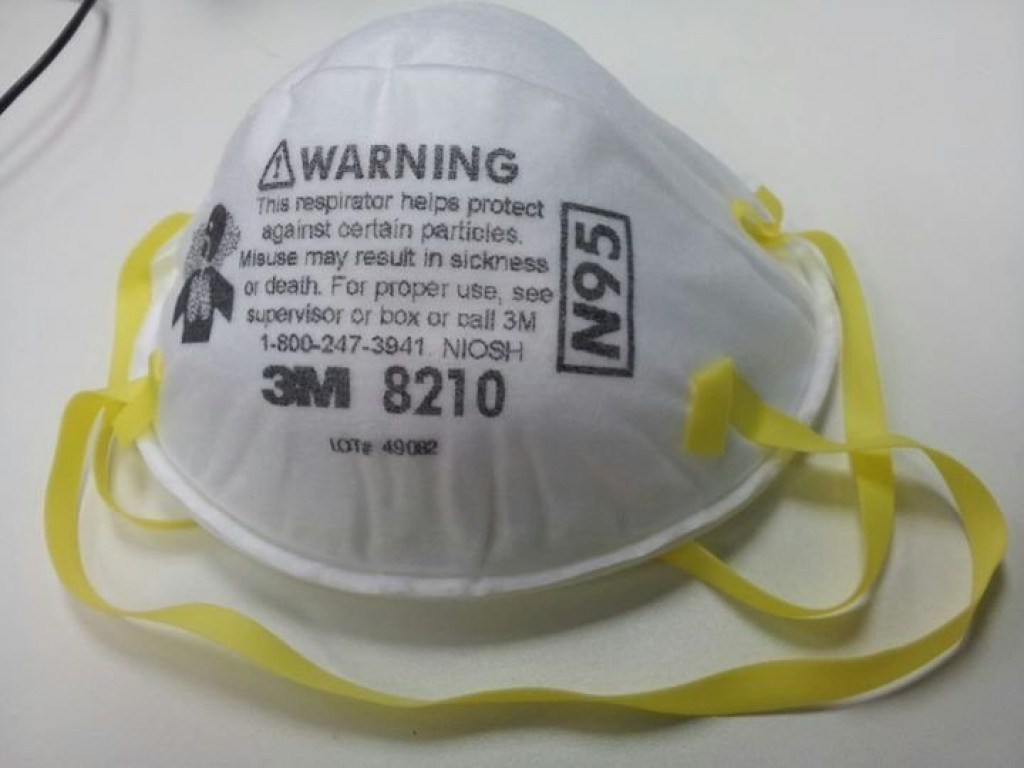 WARNING
This respirator helps protect
against certain particles.
Misuse may result in sickness
or death. For proper use, see
supervisor or box or call 3M
1-800-247-3941. NIOSH
3M 8210
LOT# 49082
N95